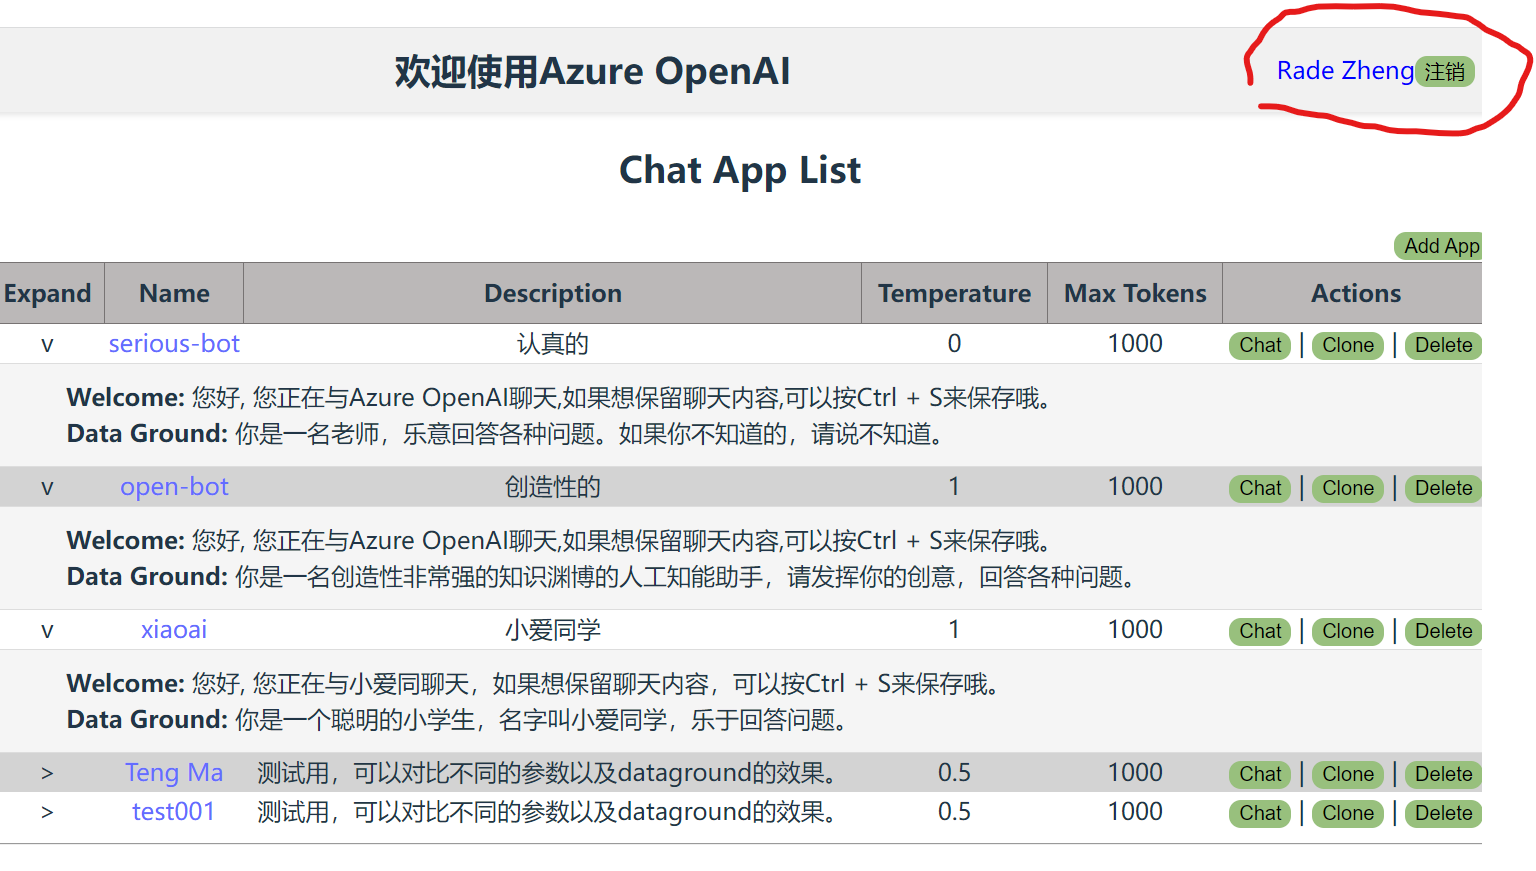 欢迎使用Azure OpenAI
Rade Zheng 注销
Chat App List
Add App
Expand Name Description Temperature Max Tokens Actions
v serious-bot 认真的 0 1000 Chat | Clone | Delete
Welcome: 您好, 您正在与Azure OpenAI聊天,如果想保留聊天内容,可以按Ctrl + S来保存哦。
Data Ground: 你是一名老师，乐意回答各种问题。如果你不知道的，请说不知道。
v open-bot 创造性的 1 1000 Chat | Clone | Delete
Welcome: 您好, 您正在与Azure OpenAI聊天,如果想保留聊天内容,可以按Ctrl + S来保存哦。
Data Ground: 你是一名创造性非常强的知识渊博的人工知能助手，请发挥你的创意，回答各种问题。
v xiaoai 小爱同学 1 1000 Chat | Clone | Delete
Welcome: 您好, 您正在与小爱同聊天，如果想保留聊天内容，可以按Ctrl + S来保存哦。
Data Ground: 你是一个聪明的小学生，名字叫小爱同学，乐于回答问题。
> Teng Ma 测试用，可以对比不同的参数以及dataground的效果。 0.5 1000 Chat | Clone | Delete
> test001 测试用，可以对比不同的参数以及dataground的效果。 0.5 1000 Chat | Clone | Delete